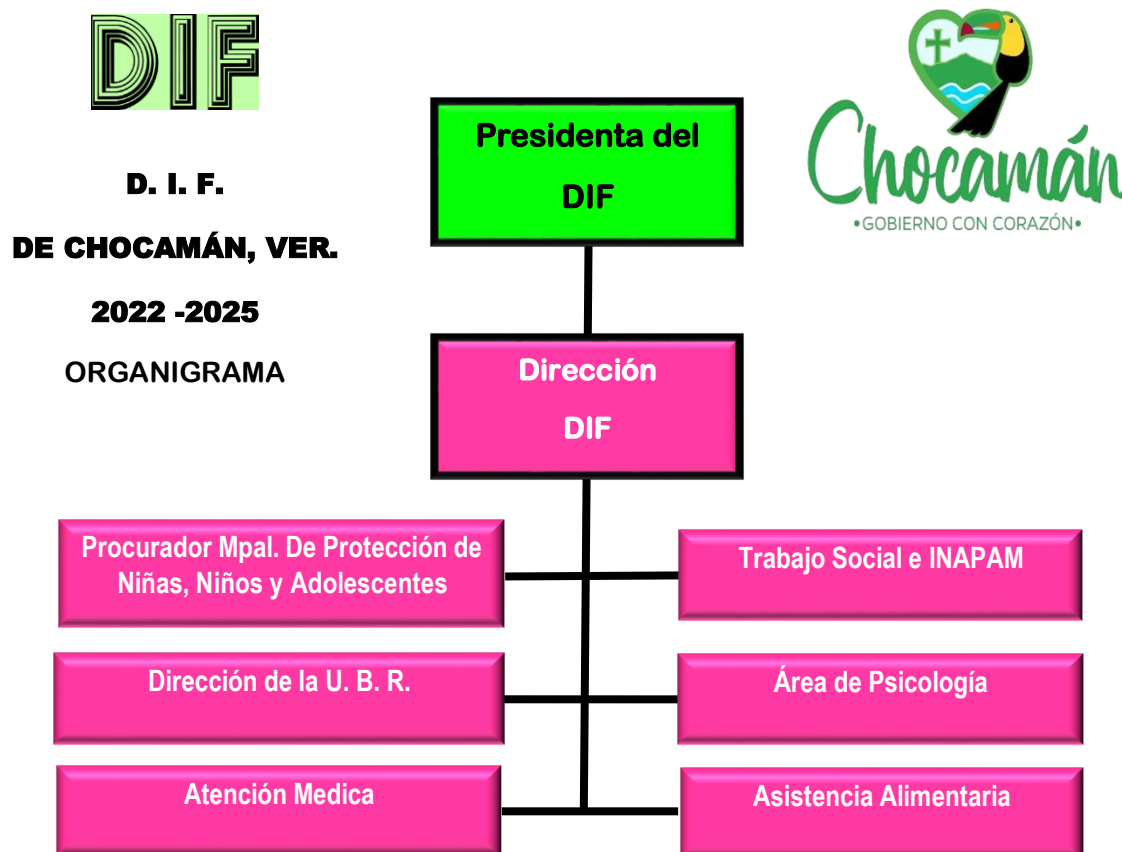 DIF
D. I. F.
DE CHOCAMÁN, VER.
2022 -2025
ORGANIGRAMA
Chocamán
•GOBIERNO CON CORAZÓN•
Presidenta del
DIF
Dirección
DIF
Procurador Mpal. De Protección de
Niñas, Niños y Adolescentes
Trabajo Social e INAPAM
Dirección de la U. B. R.
Área de Psicología
Atención Medica
Asistencia Alimentaria